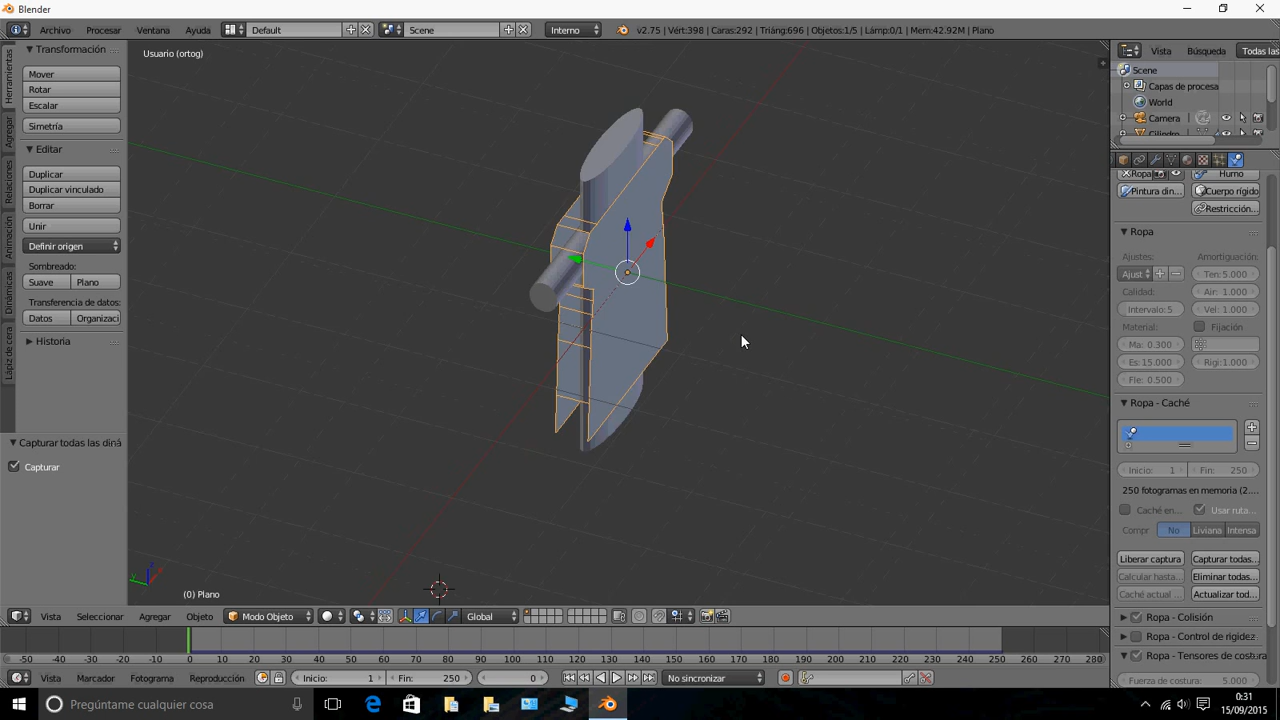 Blender
Archivo Procesar Ventana Ayuda Default Scene Interno v2.75 | Vért:398 | Caras:292 | Triáng:696 | Objetos:1/5 | Lámp:0/1 | Mem:42.92M | Plano
Vista Búsqueda Todas las
Usuario (ortog)
Herramientas
Agregar
Relaciones
Animación
Dinámicas
Lápiz de cera
Transformación
Mover
Rotar
Escalar
Simetría
Editar
Duplicar
Duplicar vinculado
Borrar
Unir
Definir origen
Sombreado:
Suave Plano
Transferencia de datos:
Datos Organizaci
Historia
Capturar todas las diná
Capturar
Scene
Capas de procesa
World
Camera
Cilindro
Ropa Humo
Pintura din... Cuerpo rígido
Restricción...
Ropa
Ajustes: Amortiguación:
Ajust Ten: 5.000
Calidad: Air: 1.000
Intervalo: 5 Vel: 1.000
Material: Fijación
Ma: 0.300
Es: 15.000 Rigi: 1.000
Fle: 0.500
Ropa - Caché
Inicio: 1 Fin: 250
250 fotogramas en memoria (2....
Caché en... Usar ruta...
Compr No Liviana Intensa
Liberar captura Capturar todas...
Calcular hasta... Eliminar todas...
Caché actual ... Actualizar tod...
Ropa - Colisión
Ropa - Control de rigidez
Ropa - Tensores de costura
Fuerza de costura: 5.000
z
y
x
(0) Plano
Vista Seleccionar Agregar Objeto Modo Objeto Global
-50 -40 -30 -20 -10 0 10 20 30 40 50 60 70 80 90 100 110 120 130 140 150 160 170 180 190 200 210 220 230 240 250 260 270 280
Vista Marcador Fotograma Reproducción Inicio: 1 Fin: 250 0 No sincronizar
Pregúntame cualquier cosa
0:31
15/09/2015